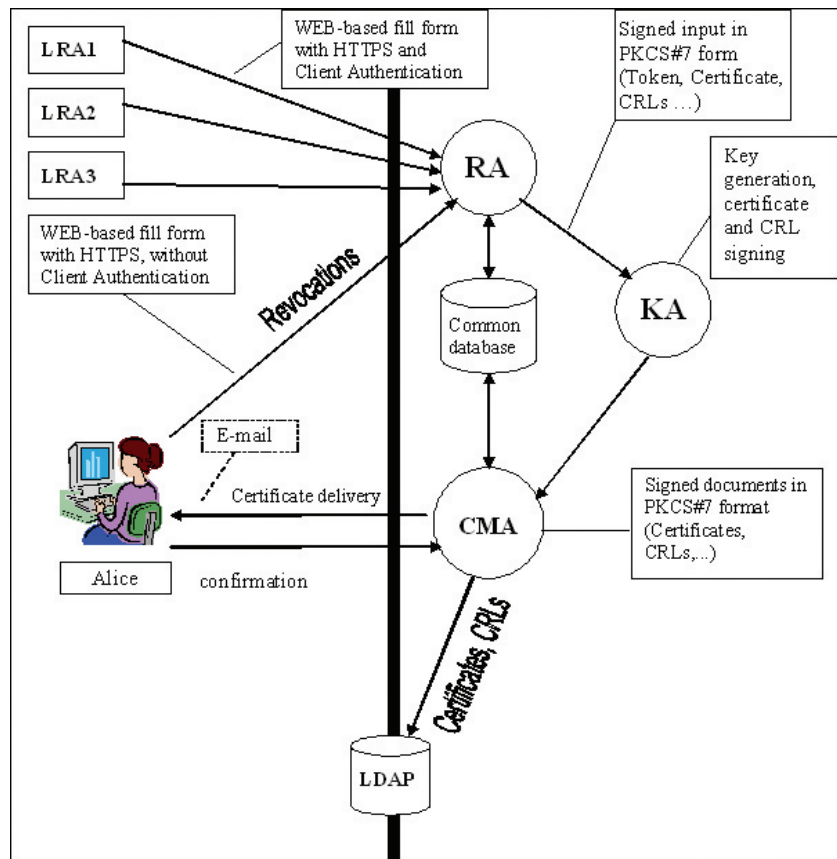 LRA1
LRA2
LRA3
WEB-based fill form
with HTTPS and
Client Authentication
Signed input in
PKCS#7 form
(Token, Certificate,
CRLs ...)
RA
Key
generation,
certificate
and CRL
signing
WEB-based fill form
with HTTPS, without
Client Authentication
Revocations
Common
database
KA
E-mail
Certificate delivery
CMA
Signed documents in
PKCS#7 format
(Certificates,
CRLs,...)
Alice
confirmation
Certificates, CRLs
LDAP